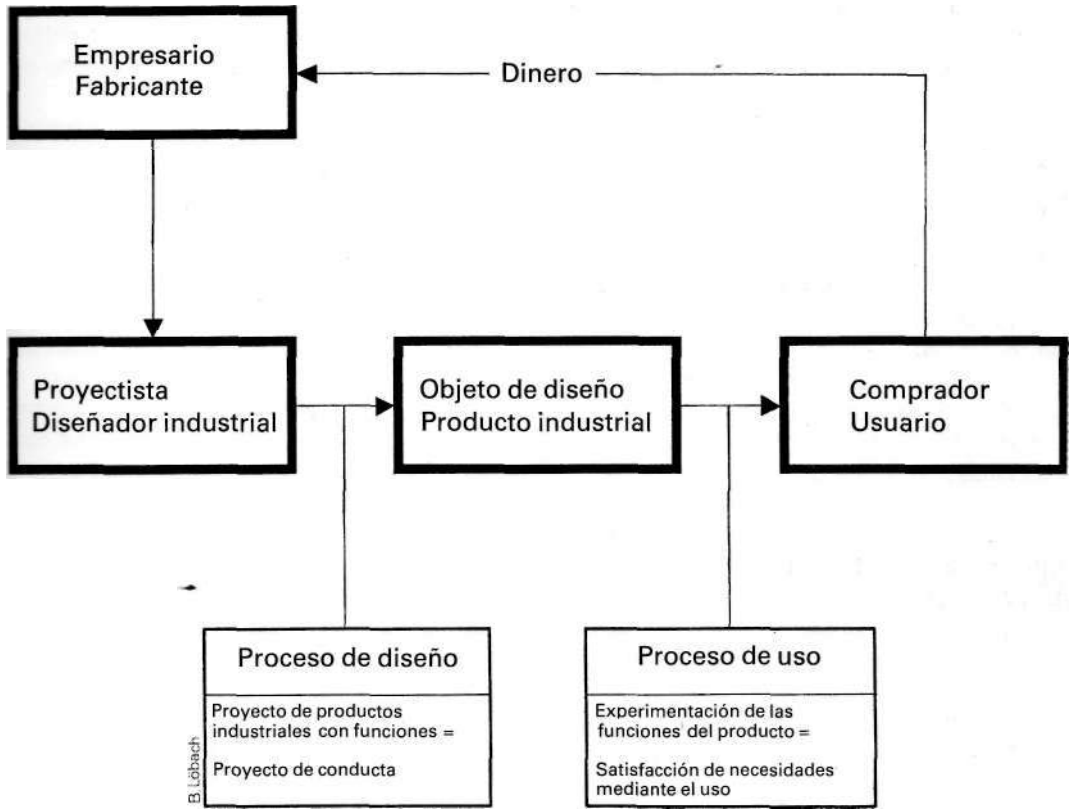 Empresario
Fabricante
Dinero
Proyectista
Diseñador industrial
Objeto de diseño
Producto industrial
Comprador
Usuario
Proceso de diseño
Proyecto de productos
industriales con funciones =
Proyecto de conducta
Proceso de uso
Experimentación de las
funciones del producto =
Satisfacción de necesidades
mediante el uso
B. Löbach